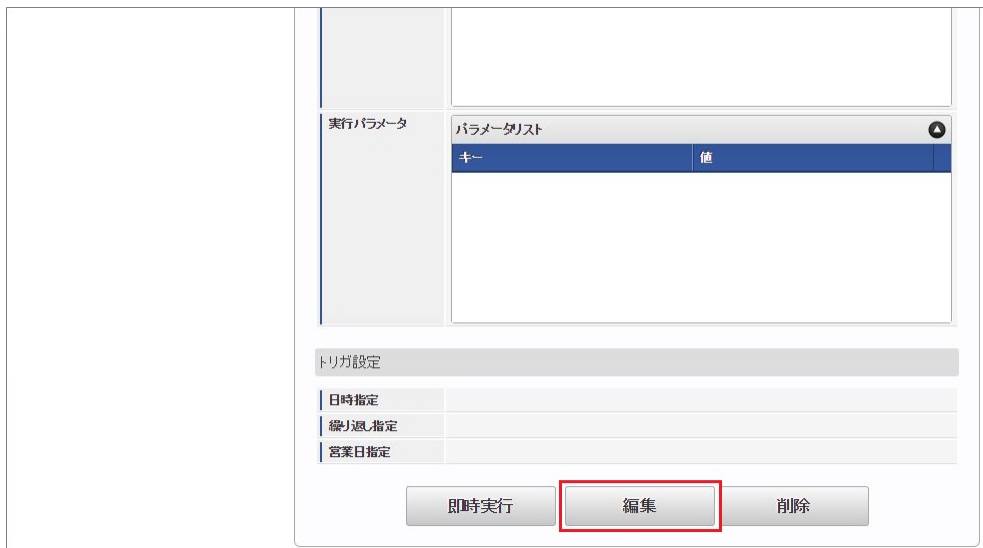 実行パラメータ
パラメータリスト
キー 値
トリガ設定
日時指定
繰り返し指定
営業日指定
即時実行 編集 削除